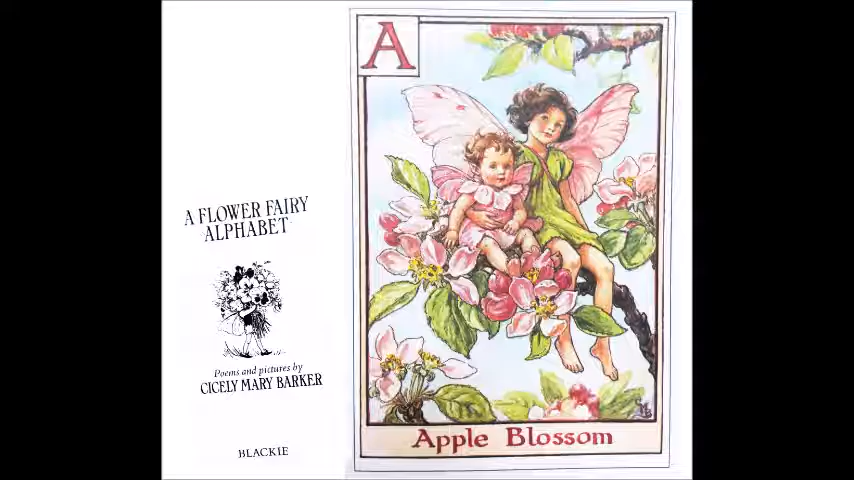 A FLOWER FAIRY
ALPHABET
Poems and pictures by
CICELY MARY BARKER
BLACKIE
A
Apple Blossom